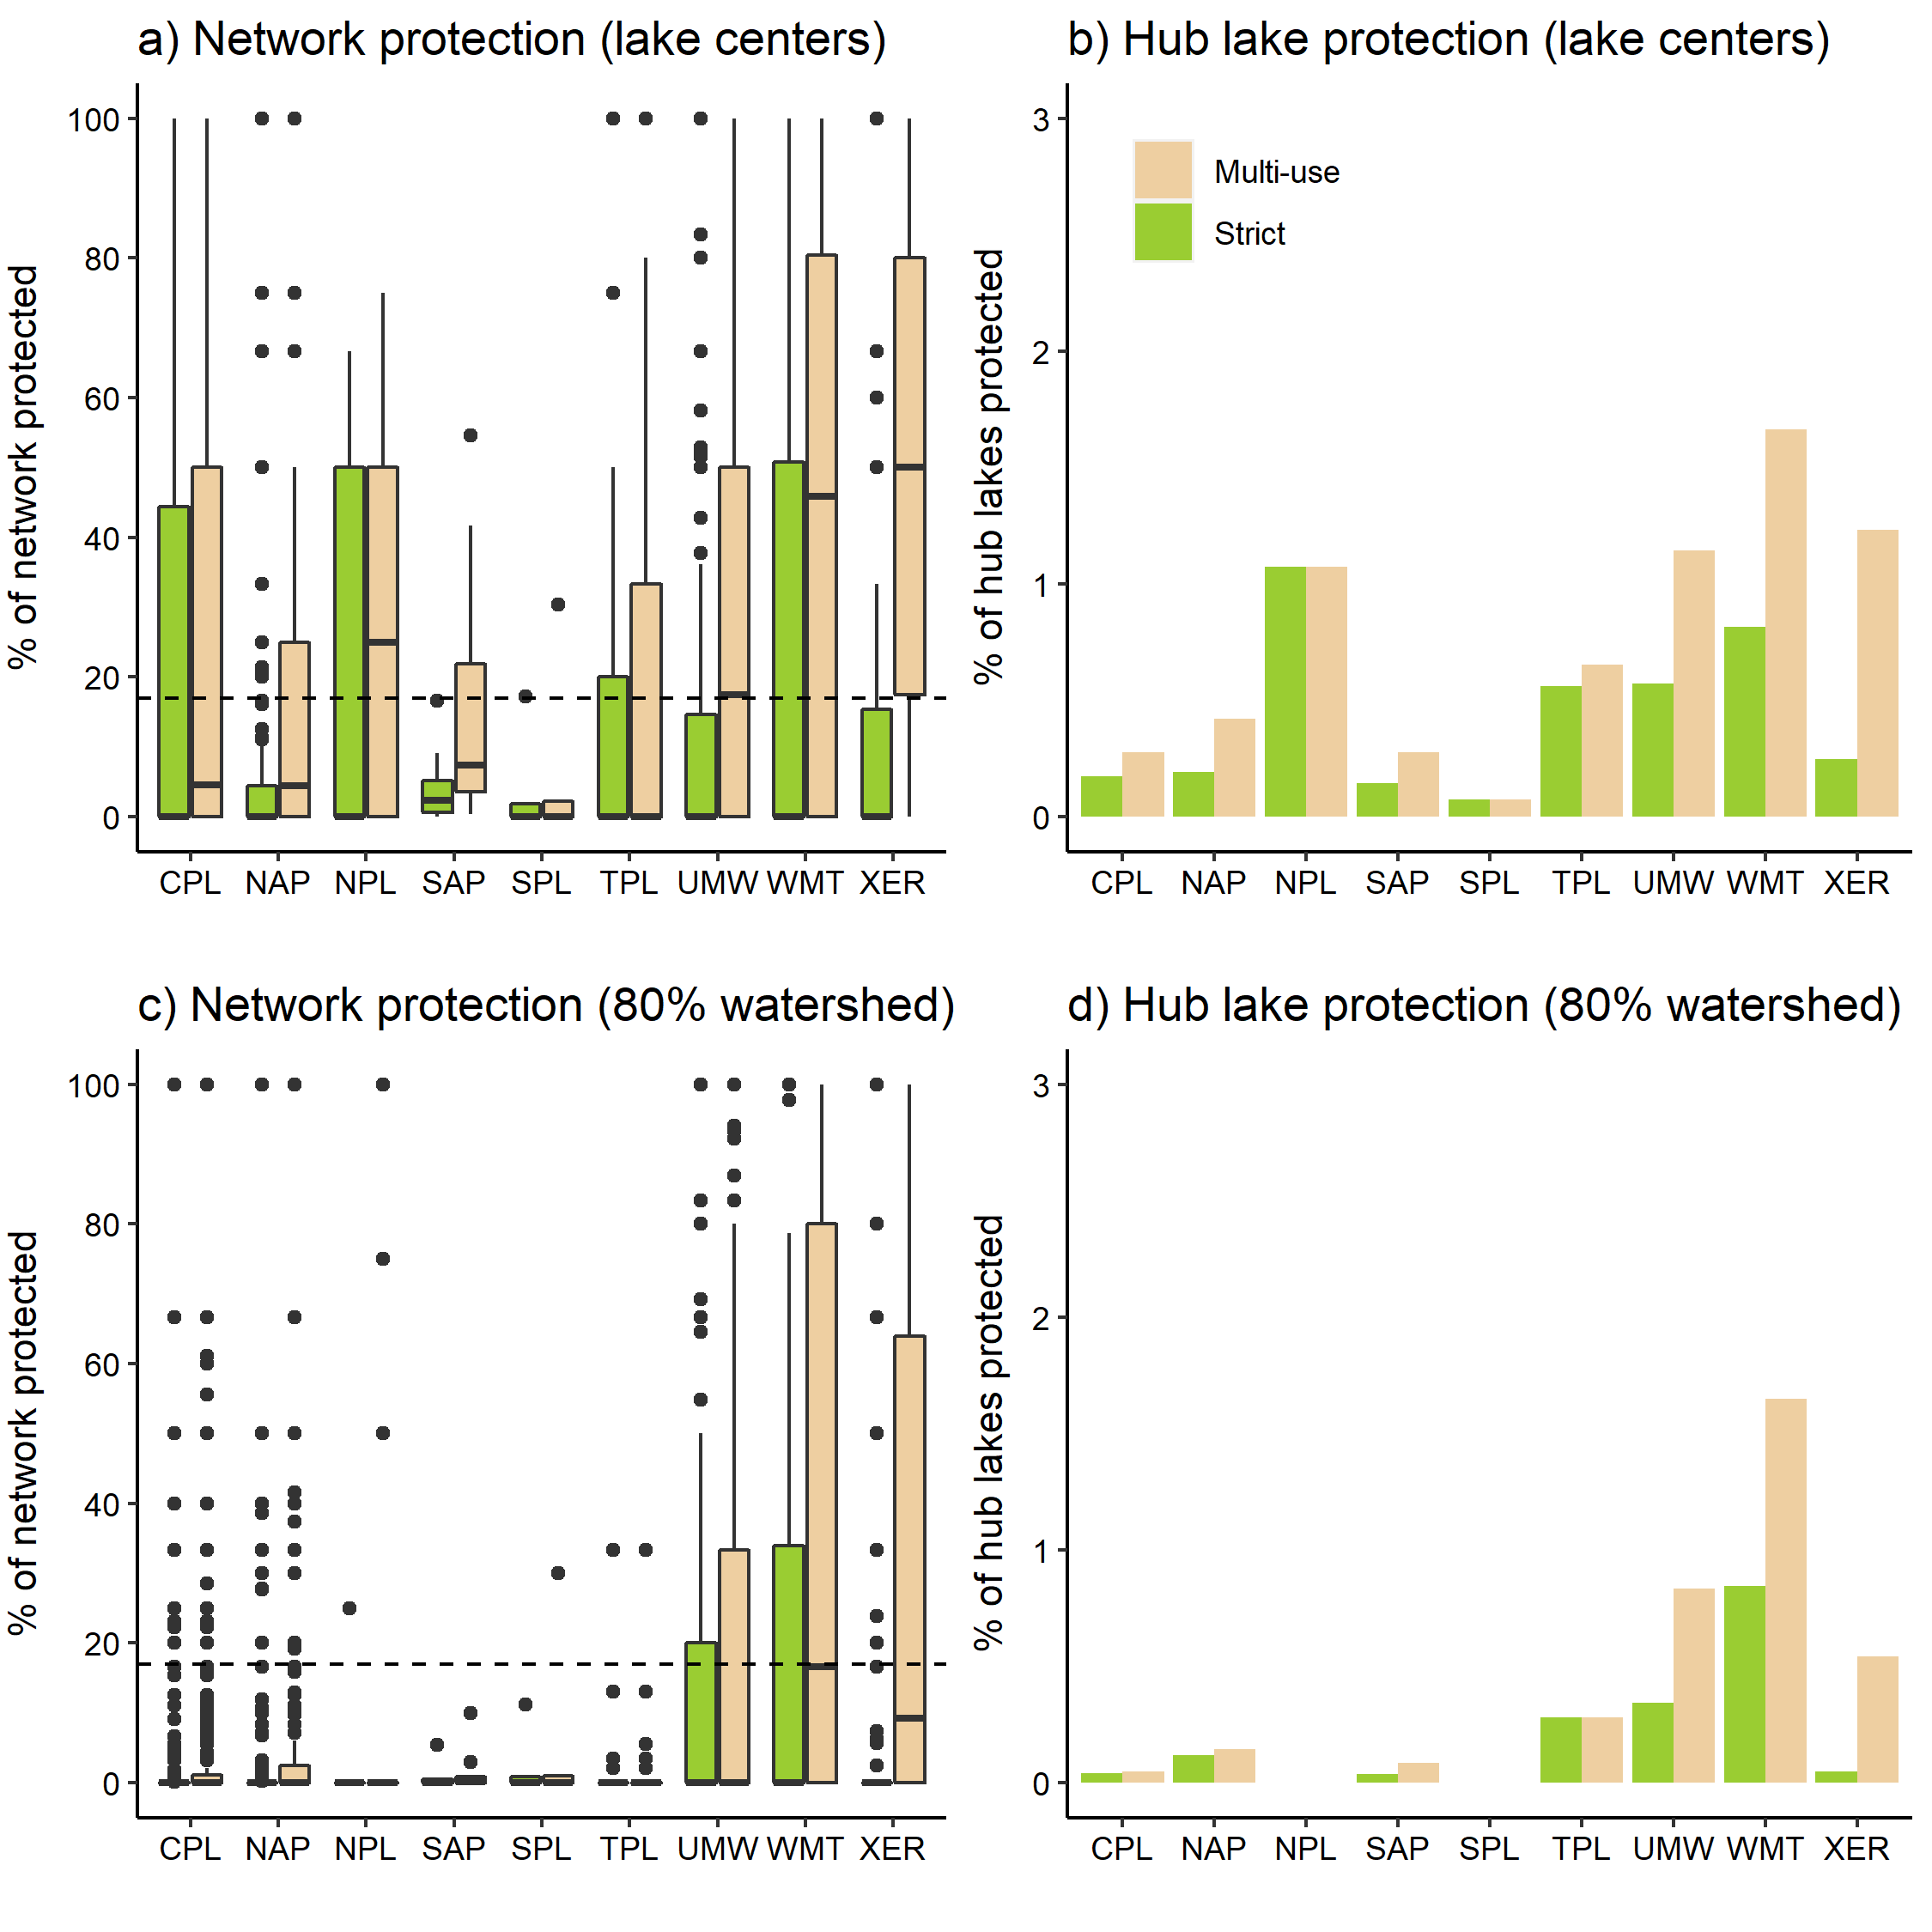 a) Network protection (lake centers)
% of network protected
100
80
60
40
20
0
CPL NAP NPL SAP SPL TPL UMW WMT XER
b) Hub lake protection (lake centers)
% of hub lakes protected
3
2
1
0
Multi-use
Strict
CPL NAP NPL SAP SPL TPL UMW WMT XER
c) Network protection (80% watershed)
% of network protected
100
80
60
40
20
0
CPL NAP NPL SAP SPL TPL UMW WMT XER
d) Hub lake protection (80% watershed)
% of hub lakes protected
3
2
1
0
CPL NAP NPL SAP SPL TPL UMW WMT XER